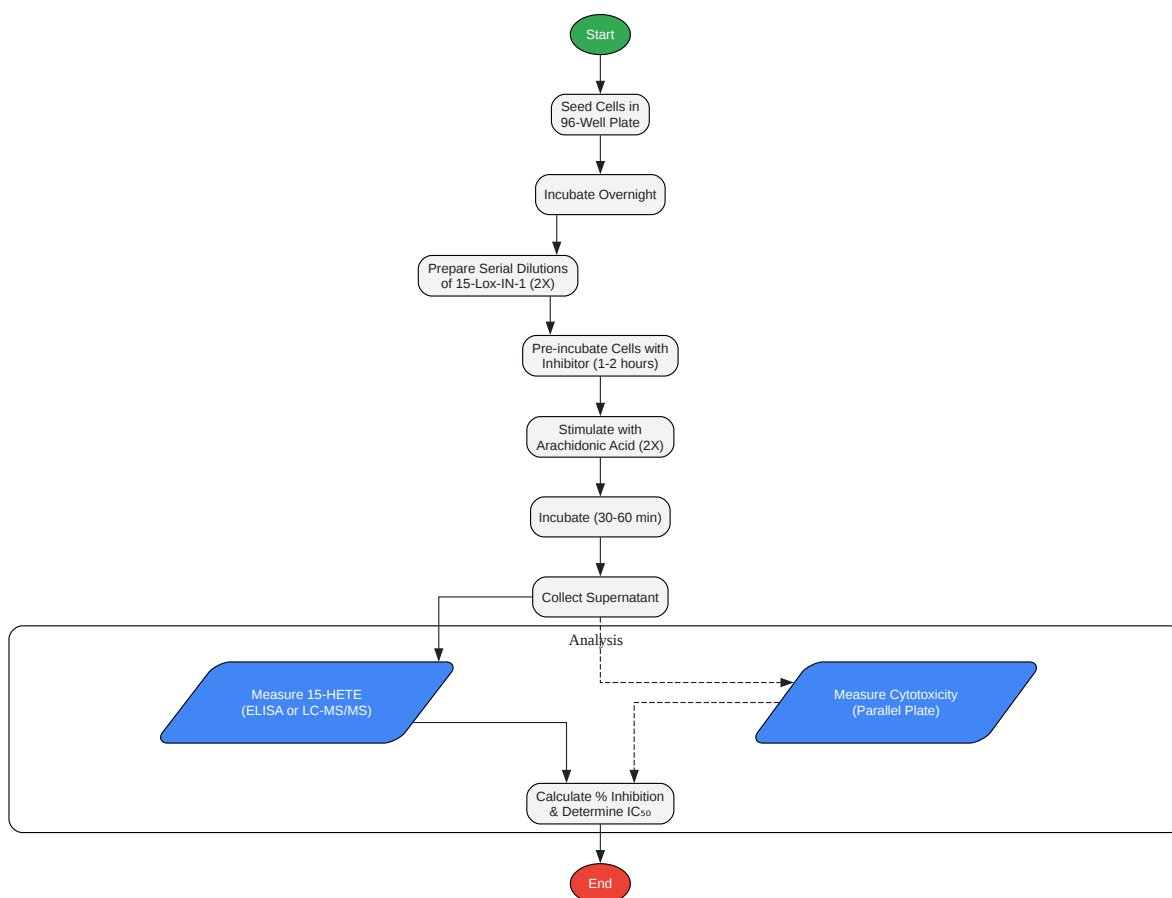 Start
Seed Cells in
96-Well Plate
Incubate Overnight
Prepare Serial Dilutions
of 15-Lox-IN-1 (2X)
Pre-incubate Cells with
Inhibitor (1-2 hours)
Stimulate with
Arachidonic Acid (2X)
Incubate (30-60 min)
Collect Supernatant
Analysis
Measure 15-HETE
(ELISA or LC-MS/MS)
Measure Cytotoxicity
(Parallel Plate)
Calculate % Inhibition
& Determine IC₅₀
End